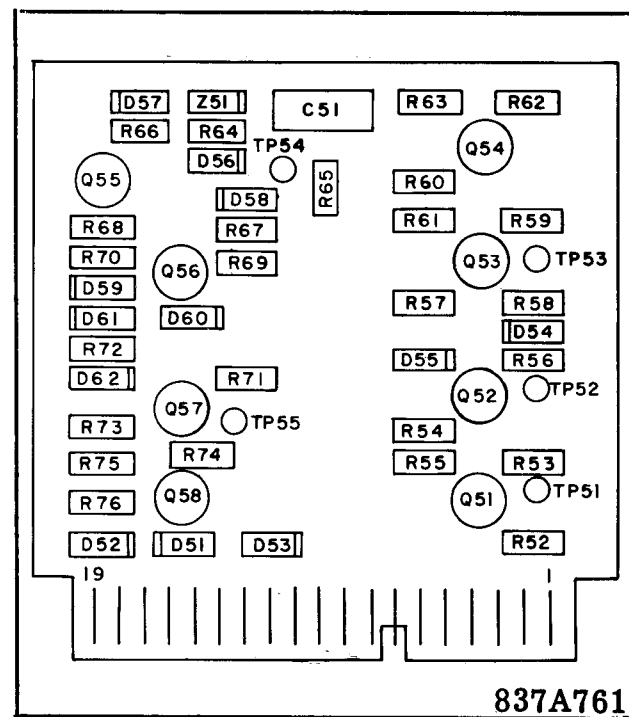 D57 Z51 C51 R63 R62
R66 R64 TP54 Q54
D56
Q55 R65 R60
D58
R68 R67 R61 R59
R70 Q56 R69 Q53 TP53
D59
D61 D60 R57 R58
D54
R72 D55 R56
D62 R71 Q52 TP52
Q57 TP55
R73 R54
R75 R74 R55 R53
R76 Q58 Q51 TP51
D52 D51 D53 R52
19 1
837A761